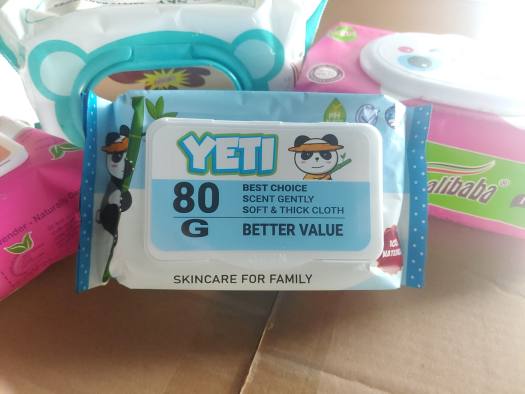 YETI
80
G
BEST CHOICE
SCENT GENTLY
SOFT & THICK CLOTH
BETTER VALUE
SKINCARE FOR FAMILY
alibaba